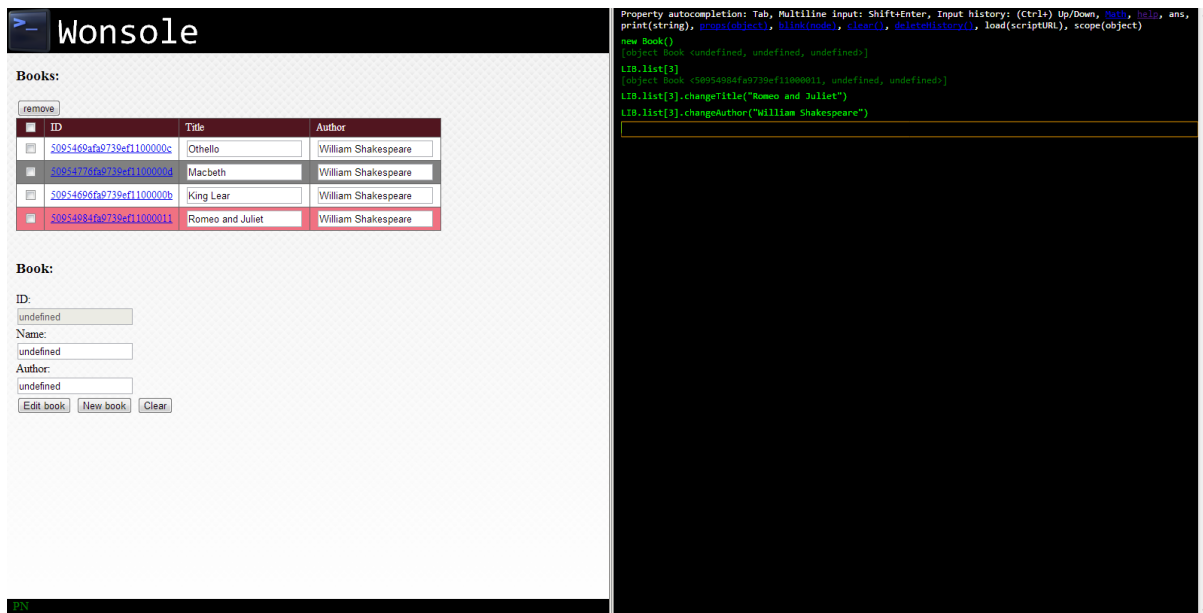 Wonsole
Books:
remove
ID Title Author
5095469afa9739ef1100000c Othello William Shakespeare
50954776fa9739ef1100000d Macbeth William Shakespeare
50954696fa9739ef1100000b King Lear William Shakespeare
50954984fa9739ef11000011 Romeo and Juliet William Shakespeare
Book:
ID:
undefined
Name:
undefined
Author:
undefined
Edit book New book Clear
PN
Property autocompletion: Tab, Multiline input: Shift+Enter, Input history: (Ctrl+) Up/Down, math, help, ans,
print(string), props(object), blink(mode), clear(), deleteHistory(), load(scriptURL), scope(object)
new Book()
[object Book <undefined, undefined, undefined>]
LIB.list[3]
[object Book <50954984fa9739ef11000011, undefined, undefined>]
LIB.list[3].changeTitle("Romeo and Juliet")
LIB.list[3].changeAuthor("William Shakespeare")